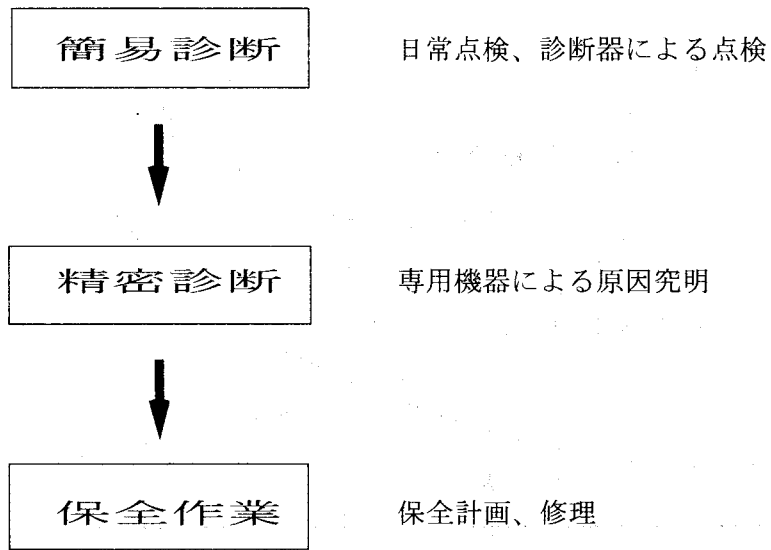 簡易診断
日常点検、診断器による点検
精密診断
専用機器による原因究明
保全作業
保全計画、修理